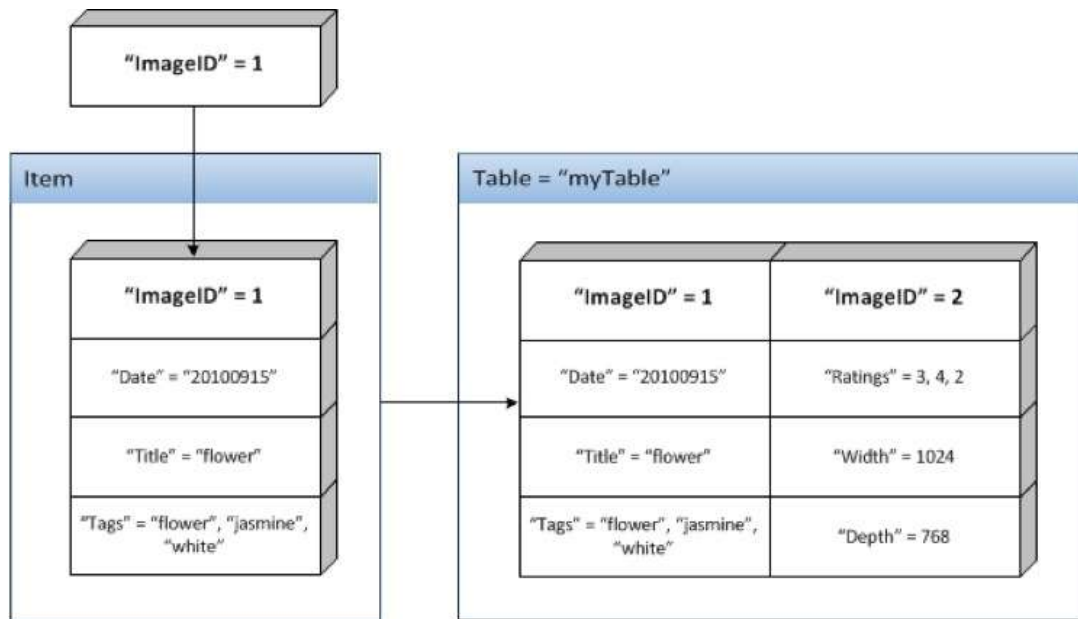 “ImageID” = 1
Item
“ImageID” = 1
“Date” = “20100915”
“Title” = “flower”
“Tags” = “flower”, “jasmine”,
“white”
Table = “myTable”
“ImageID” = 1
“ImageID” = 2
“Date” = “20100915”
“Ratings” = 3, 4, 2
“Title” = “flower”
“Width” = 1024
“Tags” = “flower”, “jasmine”,
“white”
“Depth” = 768